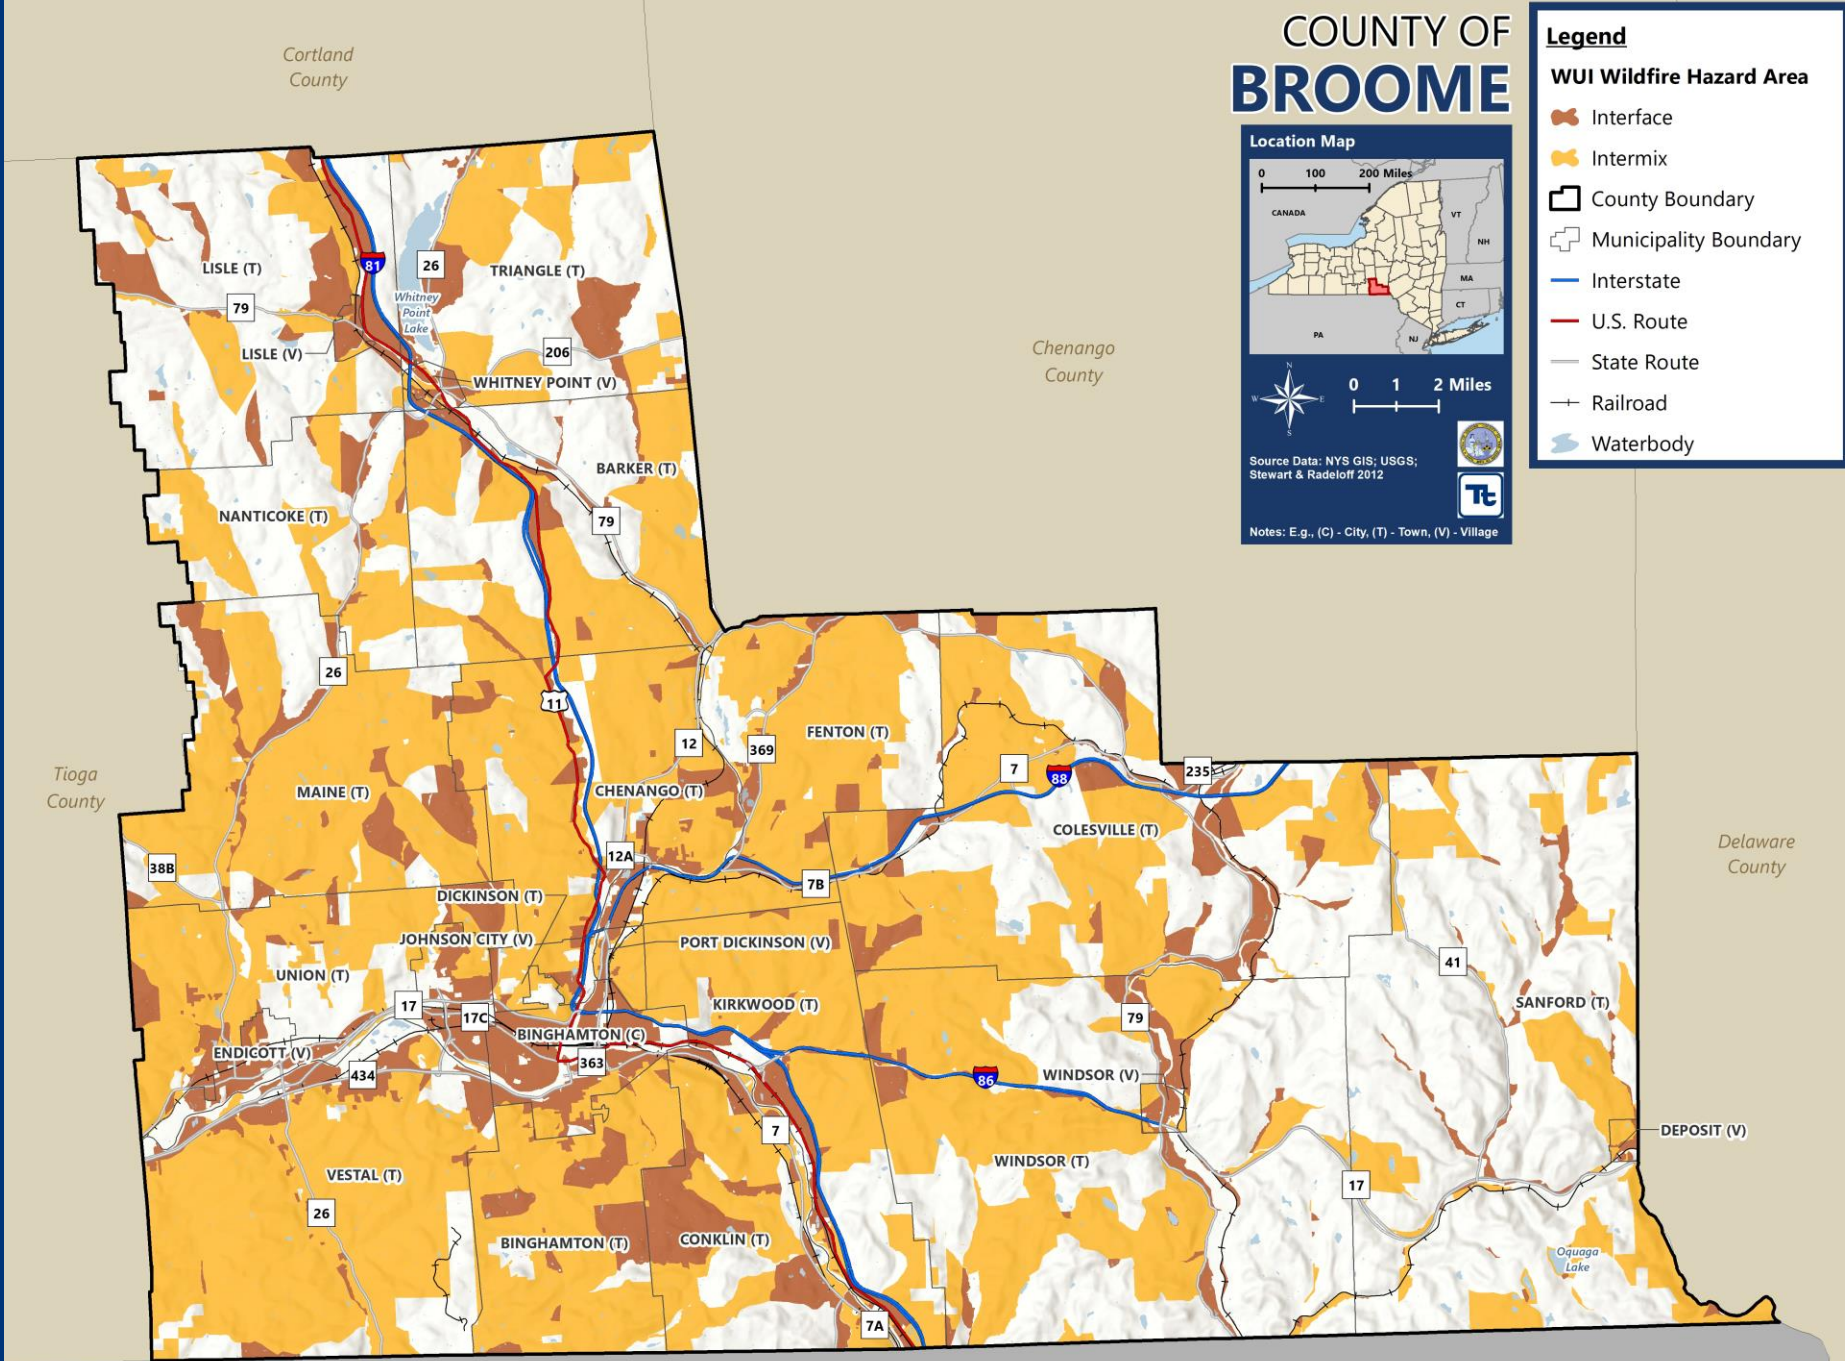 COUNTY OF
BROOME
Legend
WUI Wildfire Hazard Area
Interface
Intermix
County Boundary
Municipality Boundary
Interstate
U.S. Route
State Route
Railroad
Waterbody
Location Map
0 100 200 Miles
CANADA
VT
NH
MA
CT
PA
NJ
N
W E
S
0 1 2 Miles
Source Data: NYS GIS; USGS;
Stewart & Radeloff 2012
Tt
Notes: E.g., (C) - City, (T) - Town, (V) - Village
Cortland
County
Chenango
County
Tioga
County
Delaware
County
LISLE (T)
81
26
TRIANGLE (T)
79
Whitney
Point
Lake
LISLE (V)
206
WHITNEY POINT (V)
BARKER (T)
NANTICOKE (T)
79
26
11
12
369
FENTON (T)
7
88
235
MAINE (T)
CHENANGO (T)
COLESVILLE (T)
38B
12A
7B
DICKINSON (T)
JOHNSON CITY (V)
PORT DICKINSON (V)
UNION (T)
41
17
17C
KIRKWOOD (T)
79
SANFORD (T)
BINGHAMTON (C)
ENDICOTT (V)
363
434
86
WINDSOR (V)
7
DEPOSIT (V)
VESTAL (T)
WINDSOR (T)
17
26
BINGHAMTON (T)
CONKLIN (T)
Oquaga
Lake
7A